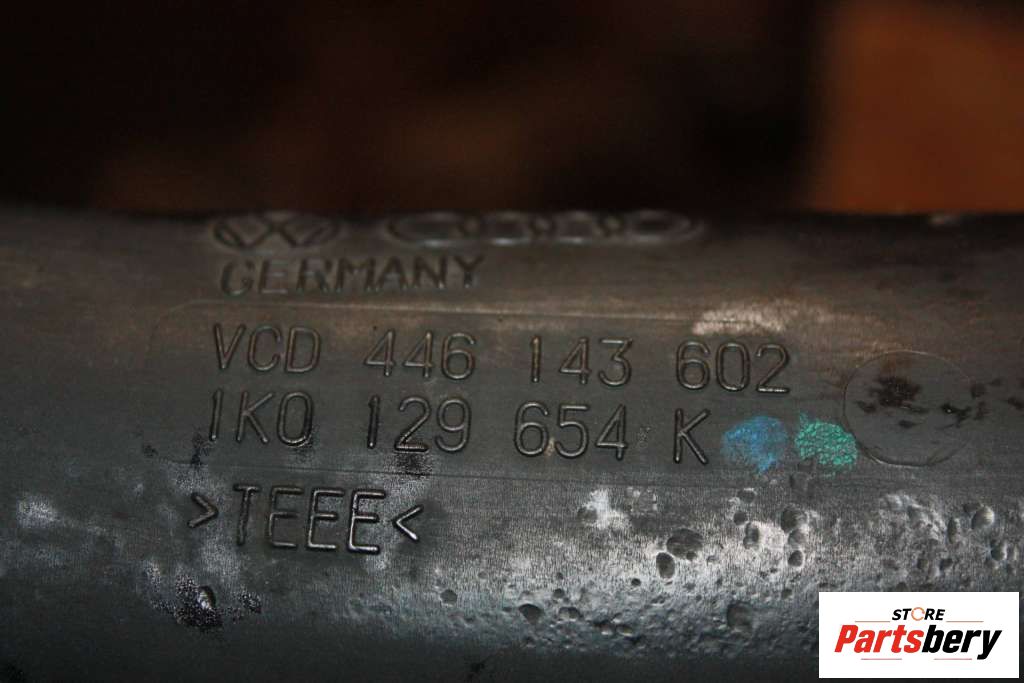 GERMANY
VCD 446 143 602
1K0 129 654 K
>TEEE<
STORE
Partsbery